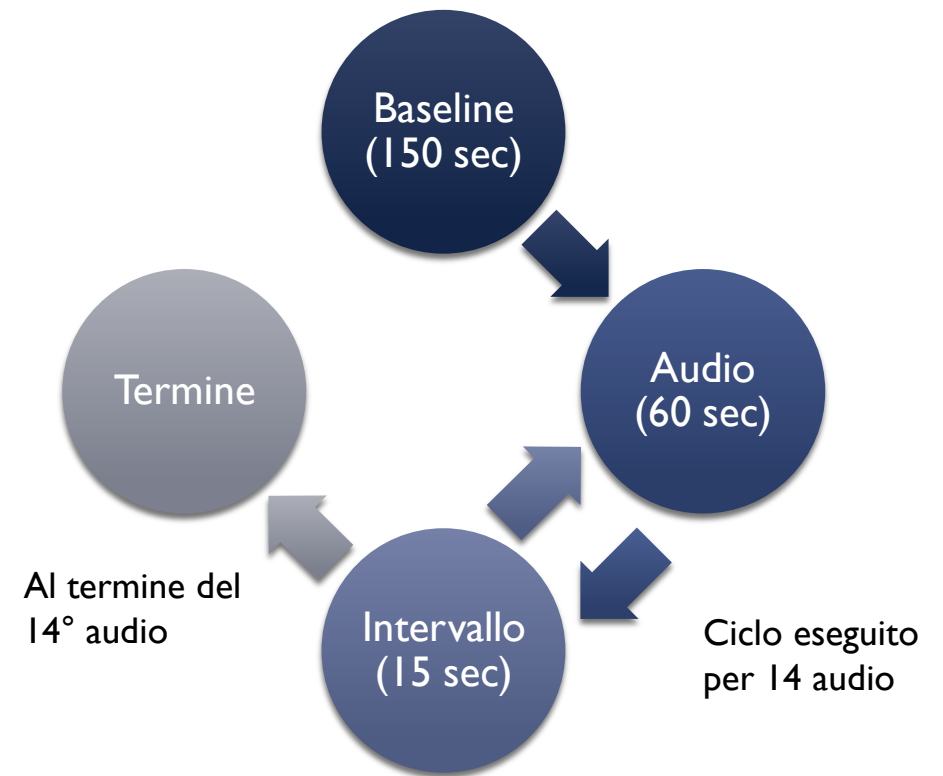 Baseline
(150 sec)
Audio
(60 sec)
Termine
Intervallo
(15 sec)
Al termine del
14° audio
Ciclo eseguito
per 14 audio